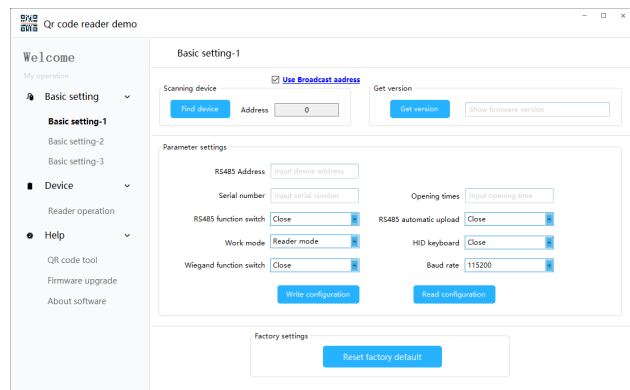 Qr code reader demo
Welcome
My operation
Basic setting
Basic setting-1
Basic setting-2
Basic setting-3
Device
Reader operation
Help
QR code tool
Firmware upgrade
About software
Basic setting-1
Use Broadcast aadress
Scanning device
Find device Address 0
Get version
Get version Show firmware version
Parameter settings
RS485 Address Input device address
Serial number Input serial number Opening times Input opening time
RS485 function switch Close RS485 automatic upload Close
Work mode Reader mode HID keyboard Close
Wiegand function switch Close Baud rate 115200
Write configuration Read configuration
Factory settings
Reset factory default